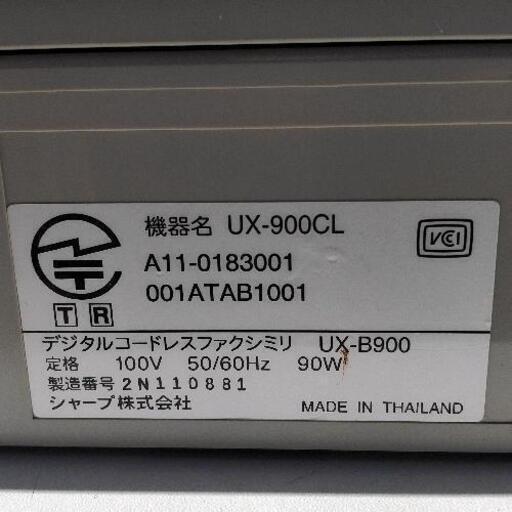 機器名 UX-900CL
A11-0183001
001ATAB1001
T R
VCI
デジタルコードレスファクシミリ UX-B900
定格 100V 50/60Hz 90W
製造番号 2N110881
シャープ株式会社
MADE IN THAILAND